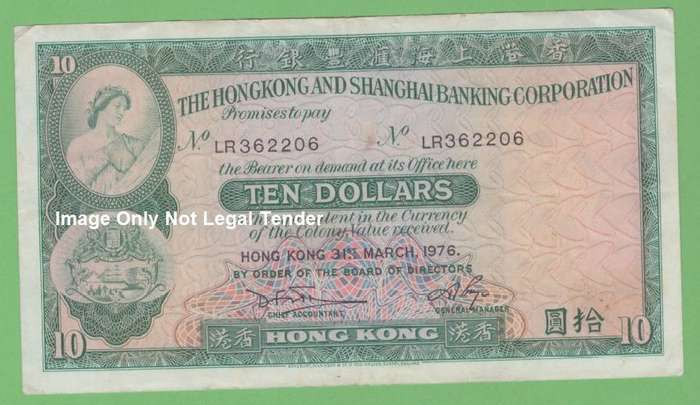 香港上海滙豐銀行
10
THE HONGKONG AND SHANGHAI BANKING CORPORATION
Promises to pay
No LR362206 No LR362206
the Bearer on demand at its Office here
TEN DOLLARS
Image Only Not Legal Tender
in the Currency
of the Colony Value received.
HONG KONG 31ST MARCH, 1976.
BY ORDER OF THE BOARD OF DIRECTORS
CHIEF ACCOUNTANT GENERAL MANAGER
拾圓
10 香港 HONG KONG 香港 10